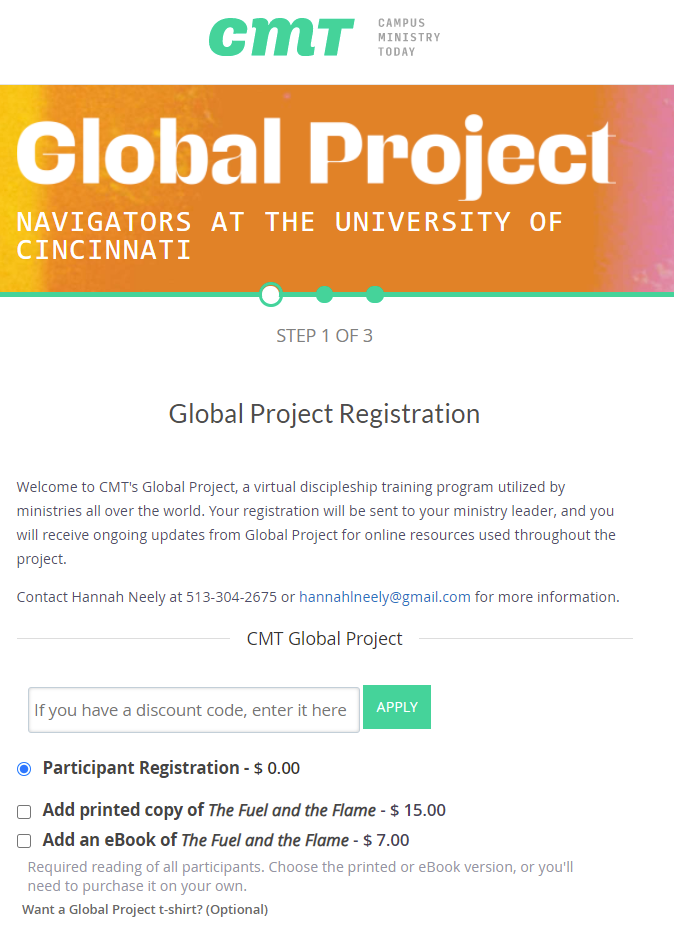 cmt CAMPUS
MINISTRY
TODAY
Global Project
NAVIGATORS AT THE UNIVERSITY OF
CINCINNATI
STEP 1 OF 3
Global Project Registration
Welcome to CMT's Global Project, a virtual discipleship training program utilized by
ministries all over the world. Your registration will be sent to your ministry leader, and you
will receive ongoing updates from Global Project for online resources used throughout the
project.
Contact Hannah Neely at 513-304-2675 or hannahlneely@gmail.com for more information.
CMT Global Project
If you have a discount code, enter it here APPLY
Participant Registration - $ 0.00
Add printed copy of The Fuel and the Flame - $ 15.00
Add an eBook of The Fuel and the Flame - $ 7.00
Required reading of all participants. Choose the printed or eBook version, or you'll
need to purchase it on your own.
Want a Global Project t-shirt? (Optional)